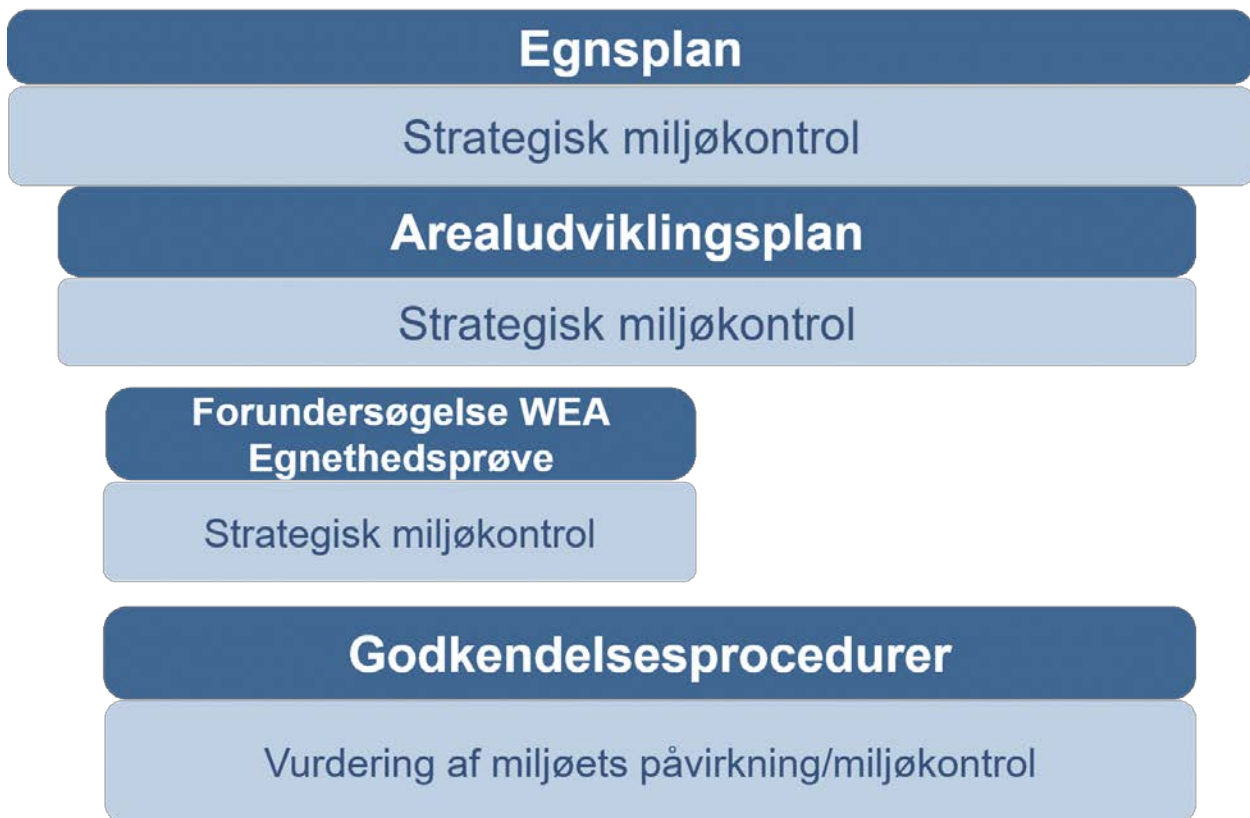 Egnsplan
Strategisk miljøkontrol
Arealudviklingsplan
Strategisk miljøkontrol
Forundersøgelse WEA
Egnethedsprøve
Strategisk miljøkontrol
Godkendelsesprocedurer
Vurdering af miljøets påvirkning/miljøkontrol